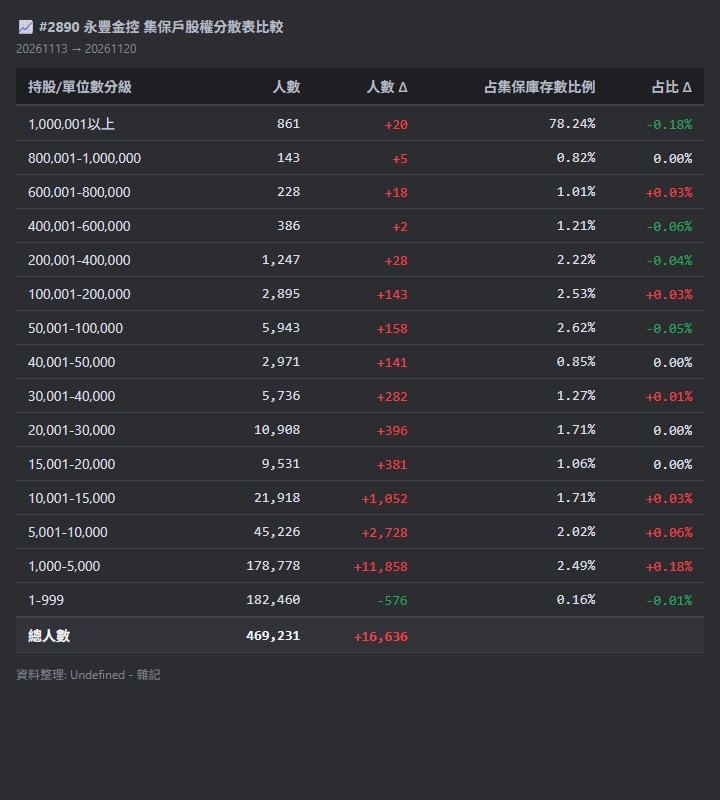 📈 #2890 永豐金控 集保戶股權分散表比較
20261113 → 20261120
持股/單位數分級 人數 人數 Δ 占集保庫存數比例 占比 Δ
1,000,001以上 861 +20 78.24% -0.18%
800,001-1,000,000 143 +5 0.82% 0.00%
600,001-800,000 228 +18 1.01% +0.03%
400,001-600,000 386 +2 1.21% -0.06%
200,001-400,000 1,247 +28 2.22% -0.04%
100,001-200,000 2,895 +143 2.53% +0.03%
50,001-100,000 5,943 +158 2.62% -0.05%
40,001-50,000 2,971 +141 0.85% 0.00%
30,001-40,000 5,736 +282 1.27% +0.01%
20,001-30,000 10,908 +396 1.71% 0.00%
15,001-20,000 9,531 +381 1.06% 0.00%
10,001-15,000 21,918 +1,052 1.71% +0.03%
5,001-10,000 45,226 +2,728 2.02% +0.06%
1,000-5,000 178,778 +11,858 2.49% +0.18%
1-999 182,460 -576 0.16% -0.01%
總人數 469,231 +16,636
資料整理: Undefined - 雜記